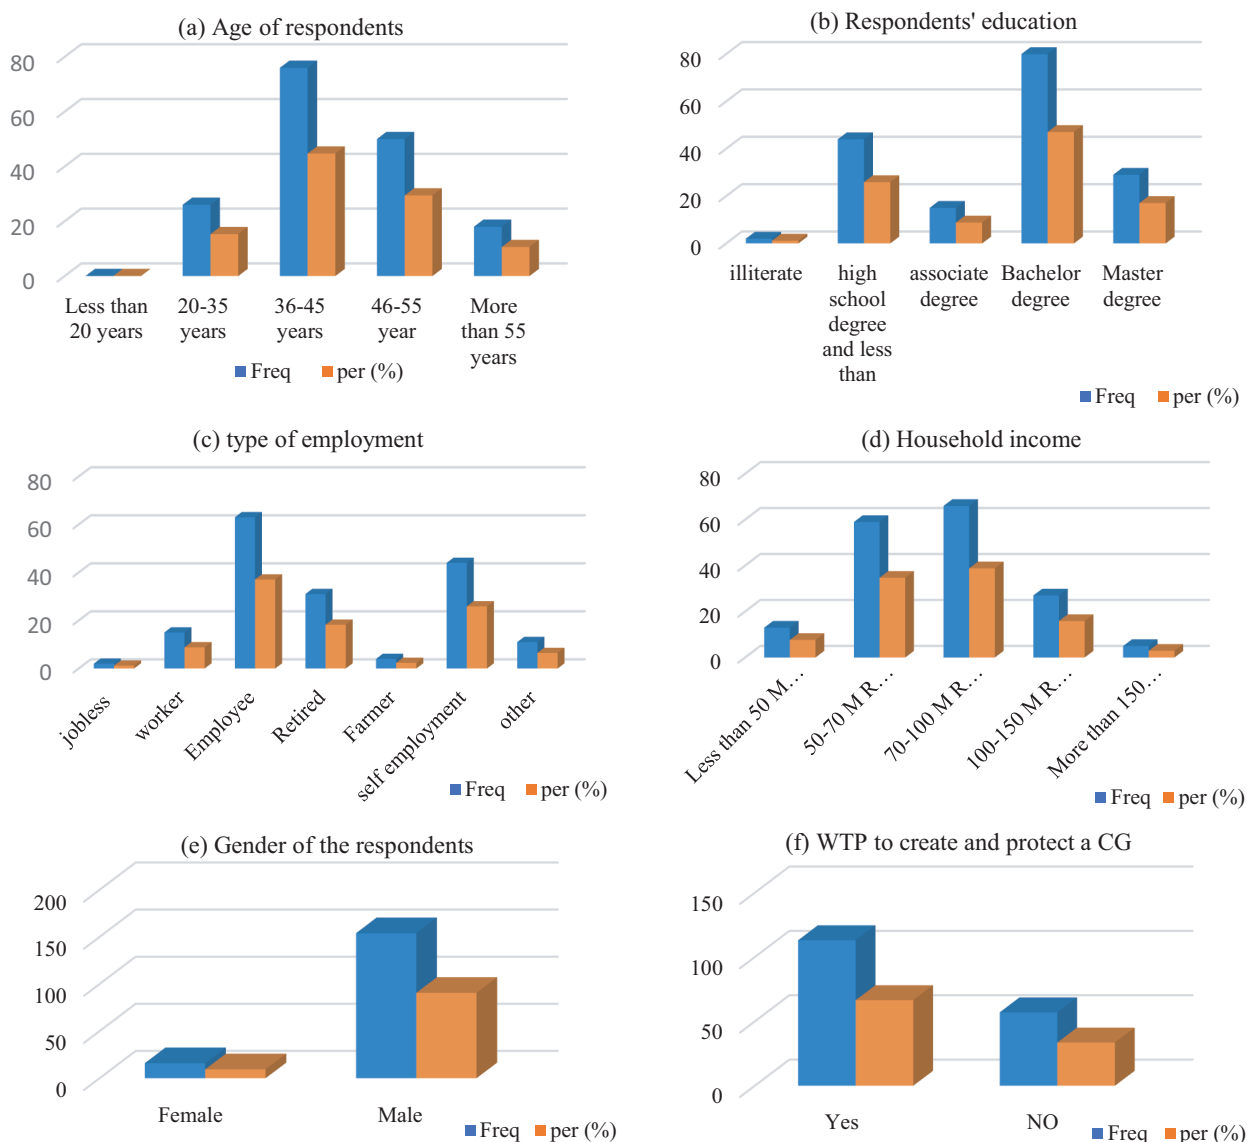 (a) Age of respondents
80
60
40
20
0
Less than 20 years
20-35 years
36-45 years
46-55 year
More than 55 years
Freq per (%)
(b) Respondents' education
80
60
40
20
0
illiterate
high school degree and less than
associate degree
Bachelor degree
Master degree
Freq per (%)
(c) type of employment
80
60
40
20
0
jobless
worker
Employee
Retired
Farmer
self employment
other
Freq per (%)
(d) Household income
80
60
40
20
0
Less than 50 M…
50-70 M R…
70-100 M R…
100-150 M R…
More than 150…
Freq per (%)
(e) Gender of the respondents
200
150
100
50
0
Female
Male
Freq per (%)
(f) WTP to create and protect a CG
150
100
50
0
Yes
NO
Freq per (%)